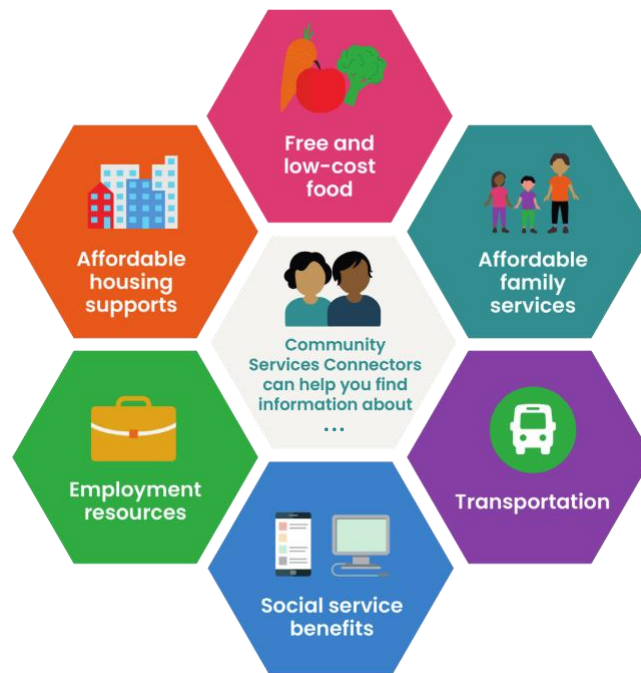 Free and
low-cost
food
Affordable
housing
supports
Affordable
family
services
Community
Services Connectors
can help you find
information about
...
Employment
resources
Transportation
Social service
benefits